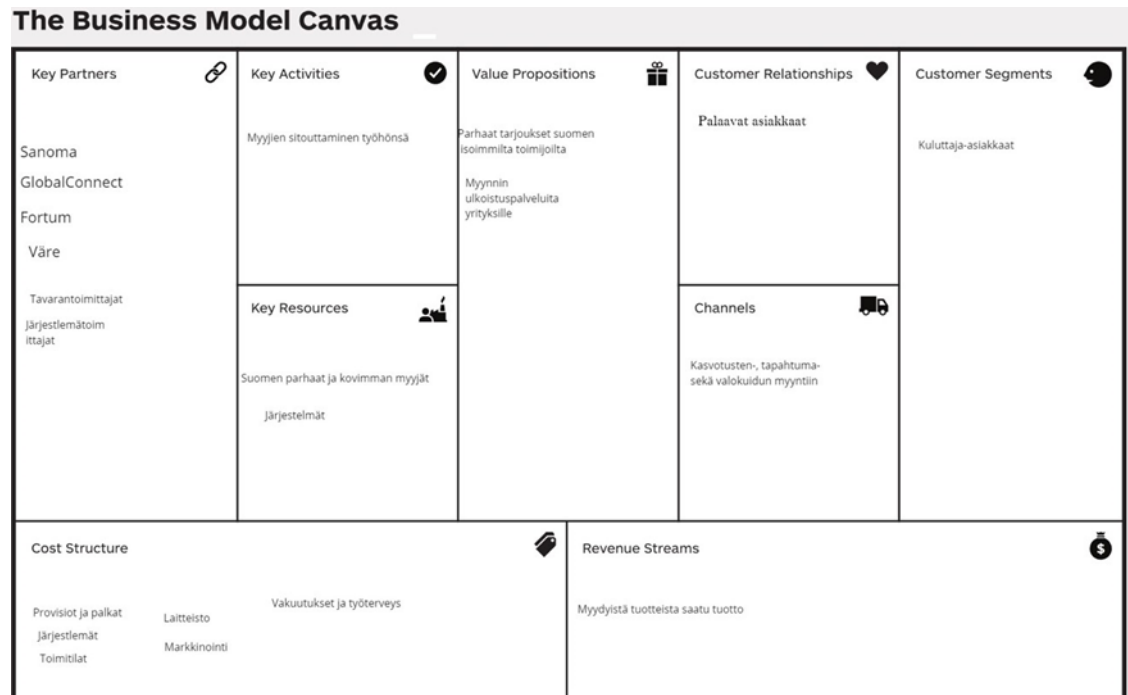 The Business Model Canvas
Key Partners
Sanoma
GlobalConnect
Fortum
Väre
Tavarantoimittajat
Järjestlemätoim
ittajat
Key Activities
Myyjien sitouttaminen työhönsä
Key Resources
Suomen parhaat ja kovimman myyjät
Järjestelmät
Value Propositions
Parhaat tarjoukset suomen
isoimmilta toimijoilta
Myynnin
ulkoistuspalveluita
yrityksille
Customer Relationships
Palaavat asiakkaat
Channels
Kasvotusten-, tapahtuma-
sekä valokuidun myyntiin
Customer Segments
Kuluttaja-asiakkaat
Cost Structure
Provisiot ja palkat
Järjestlemät
Toimitilat
Laitteisto
Markkinointi
Vakuutukset ja työterveys
Revenue Streams
$
Myydyistä tuotteista saatu tuotto